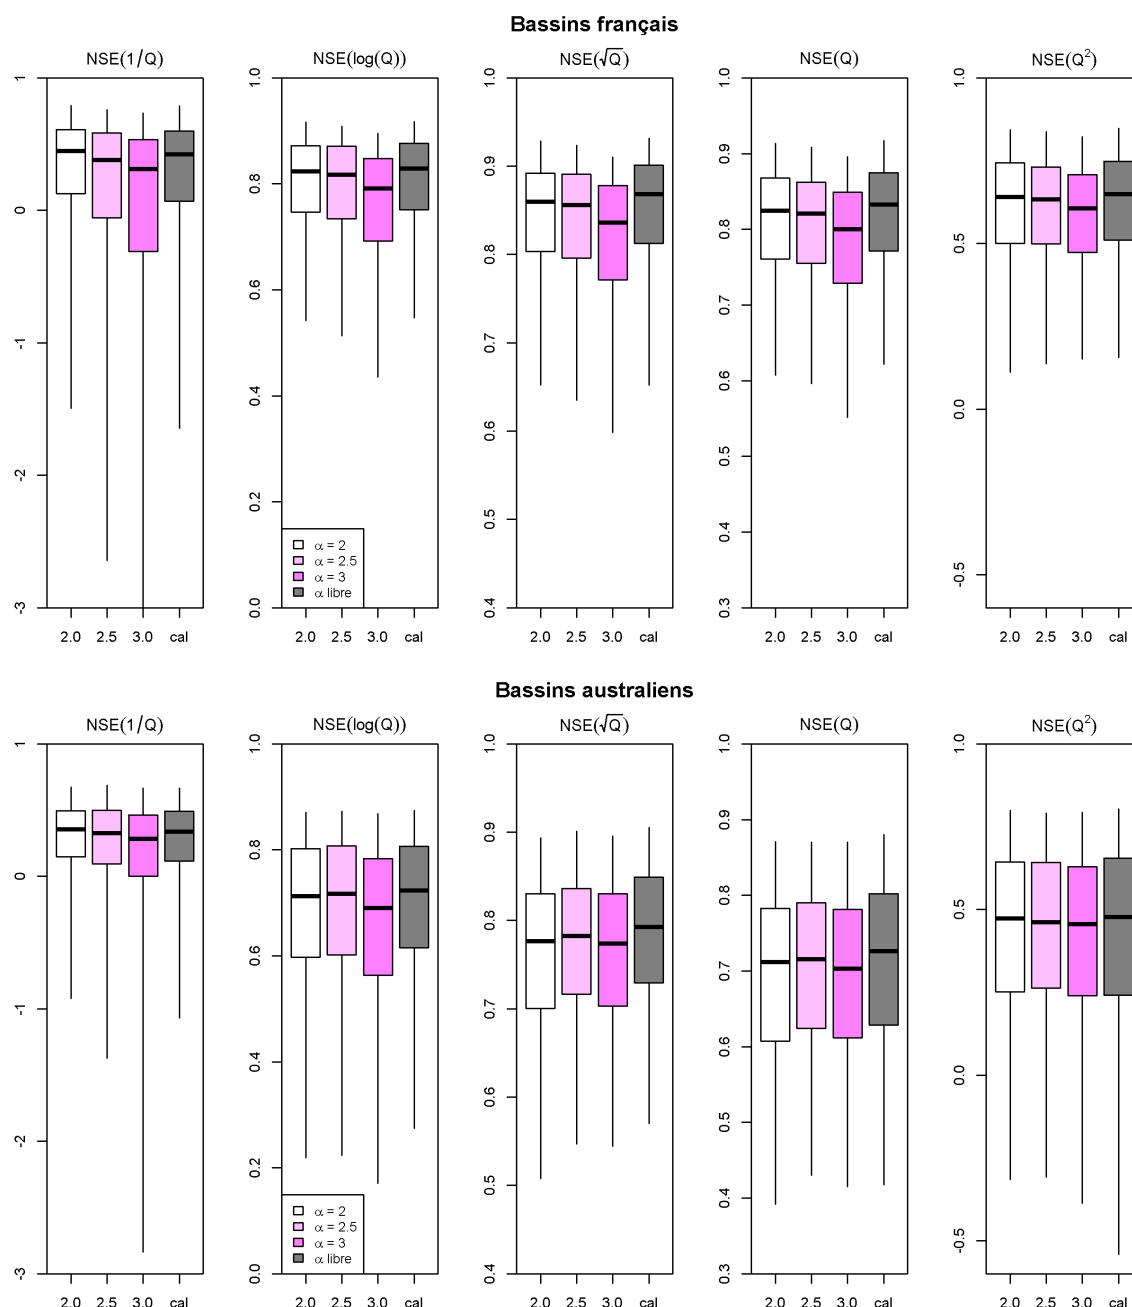 Bassins français
NSE(1/Q) NSE(log(Q)) NSE(√Q) NSE(Q) NSE(Q²)
1 0 -1 -2 -3
1.0 0.8 0.6 0.4 0.2 0.0
1.0 0.9 0.8 0.7 0.6 0.5 0.4
1.0 0.9 0.8 0.7 0.6 0.5 0.4 0.3
1.0 0.5 0.0 -0.5
α = 2
α = 2.5
α = 3
α libre
2.0 2.5 3.0 cal 2.0 2.5 3.0 cal 2.0 2.5 3.0 cal 2.0 2.5 3.0 cal 2.0 2.5 3.0 cal
Bassins australiens
NSE(1/Q) NSE(log(Q)) NSE(√Q) NSE(Q) NSE(Q²)
1 0 -1 -2 -3
1.0 0.8 0.6 0.4 0.2 0.0
1.0 0.9 0.8 0.7 0.6 0.5 0.4
1.0 0.9 0.8 0.7 0.6 0.5 0.4 0.3
1.0 0.5 0.0 -0.5
α = 2
α = 2.5
α = 3
α libre
2.0 2.5 3.0 cal 2.0 2.5 3.0 cal 2.0 2.5 3.0 cal 2.0 2.5 3.0 cal 2.0 2.5 3.0 cal